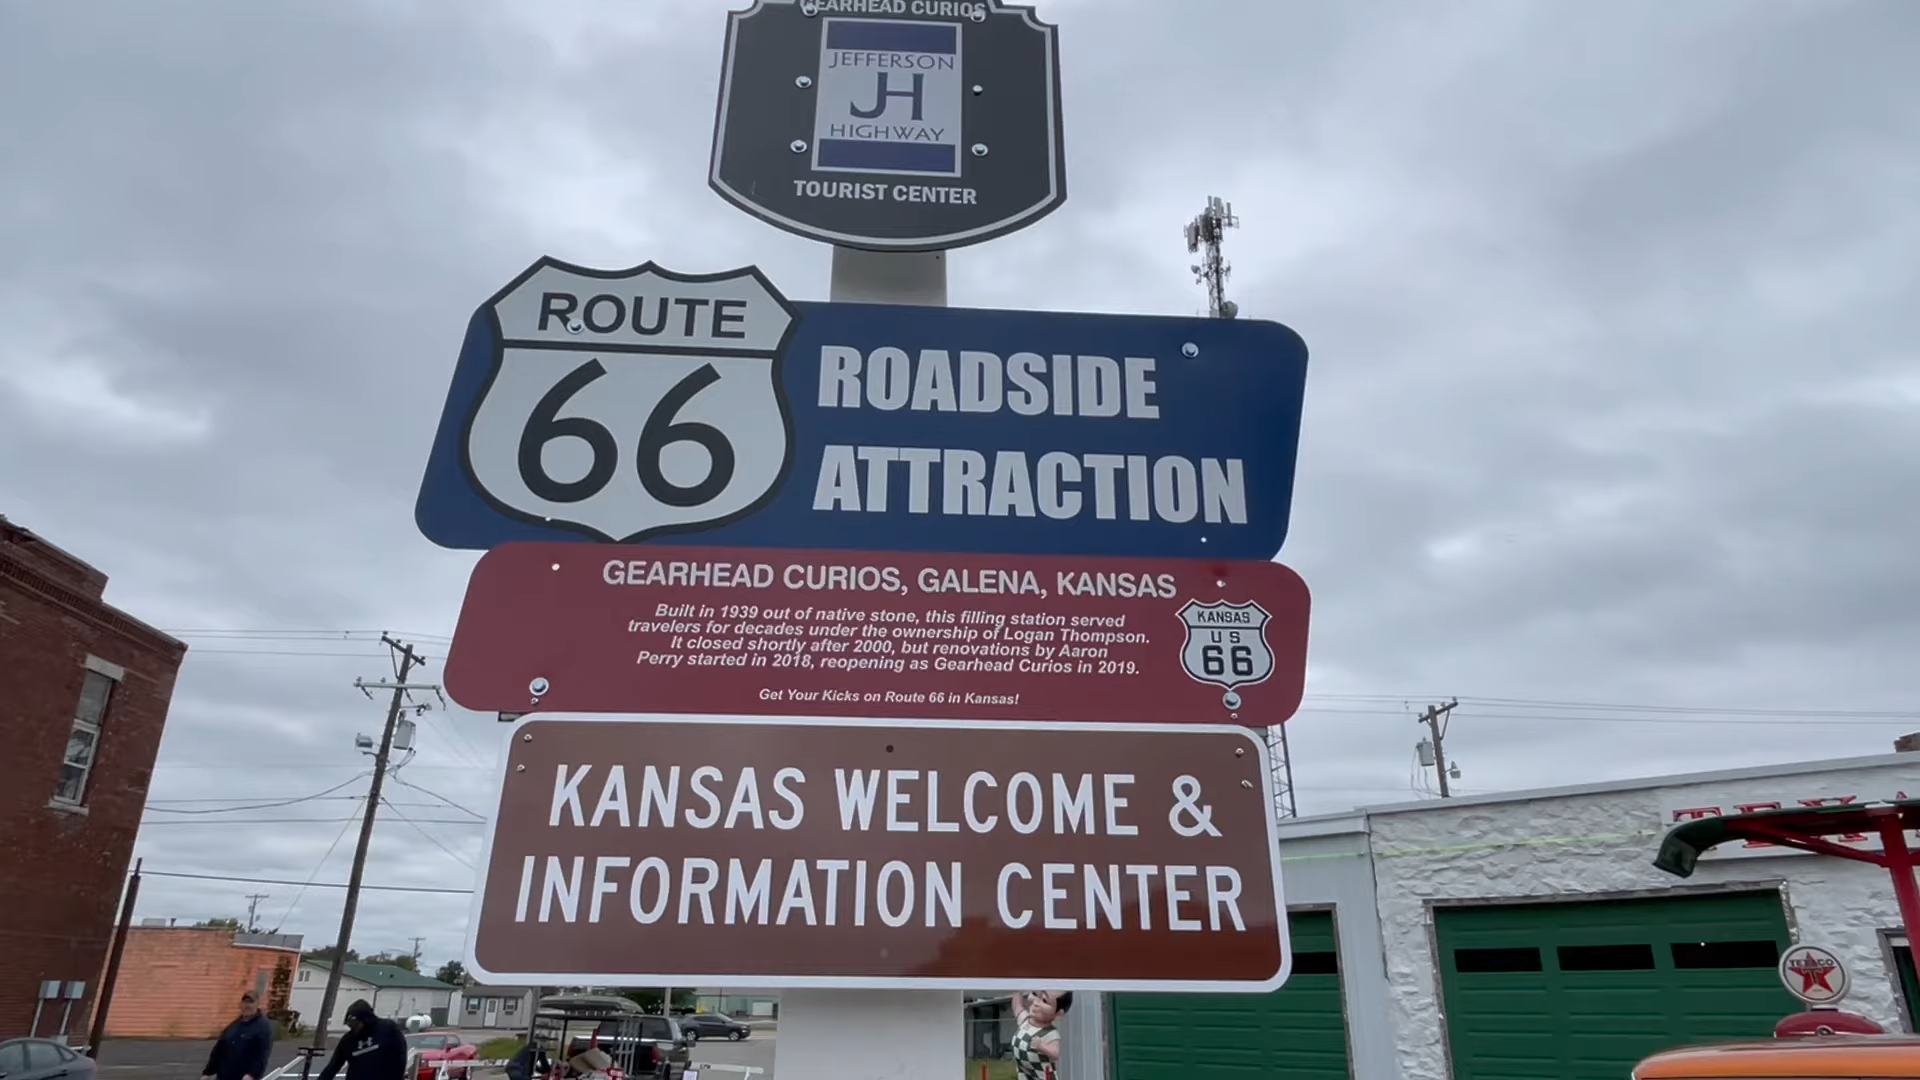 GEARHEAD CURIOS
JEFFERSON
JH
HIGHWAY
TOURIST CENTER
ROUTE
66
ROADSIDE
ATTRACTION
GEARHEAD CURIOS, GALENA, KANSAS
Built in 1939 out of native stone, this filling station served
travelers for decades under the ownership of Logan Thompson.
It closed shortly after 2000, but renovations by Aaron
Perry started in 2018, reopening as Gearhead Curios in 2019.
Get Your Kicks on Route 66 in Kansas!
KANSAS
US
66
KANSAS WELCOME &
INFORMATION CENTER
TEXACO